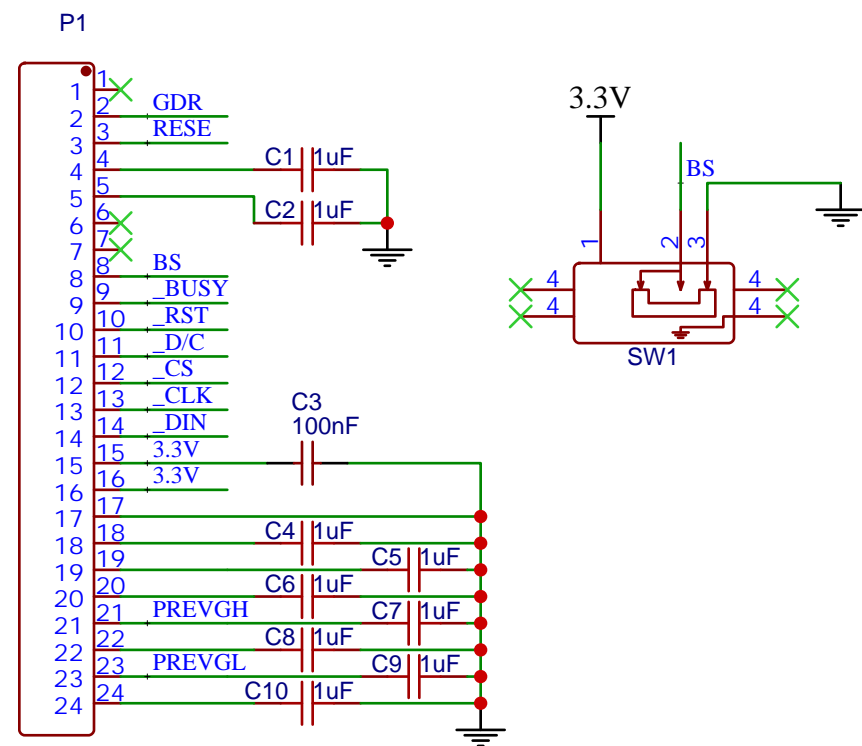 P1
1 1
2 2 GDR
3 3 RESE
4 4 C1 1uF
5 5 C2 1uF
6 6
7 7
8 8 BS
9 9 _BUSY
10 10 _RST
11 11 _D/C
12 12 _CS
13 13 _CLK
14 14 _DIN
C3
100nF
15 15 3.3V
16 16 3.3V
17 17
18 18 C4 1uF
19 19 C5 1uF
20 20 C6 1uF
21 21 PREVGH C7 1uF
22 22 C8 1uF
23 23 PREVGL C9 1uF
24 24 C10 1uF
3.3V
BS
1 2 3
4 4
4 4
SW1